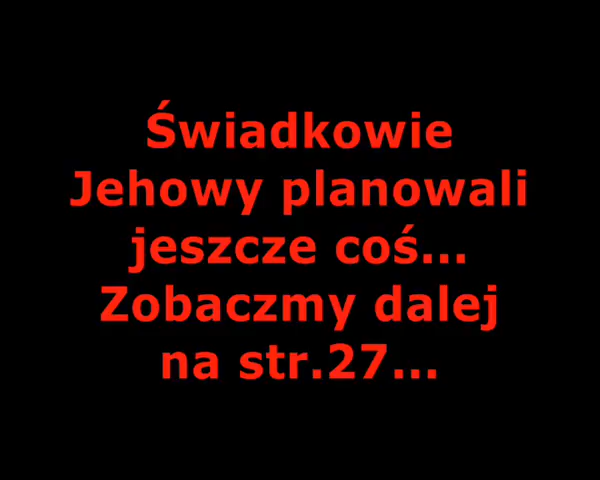 Świadkowie
Jehowy planowali
jeszcze coś...
Zobaczmy dalej
na str.27...